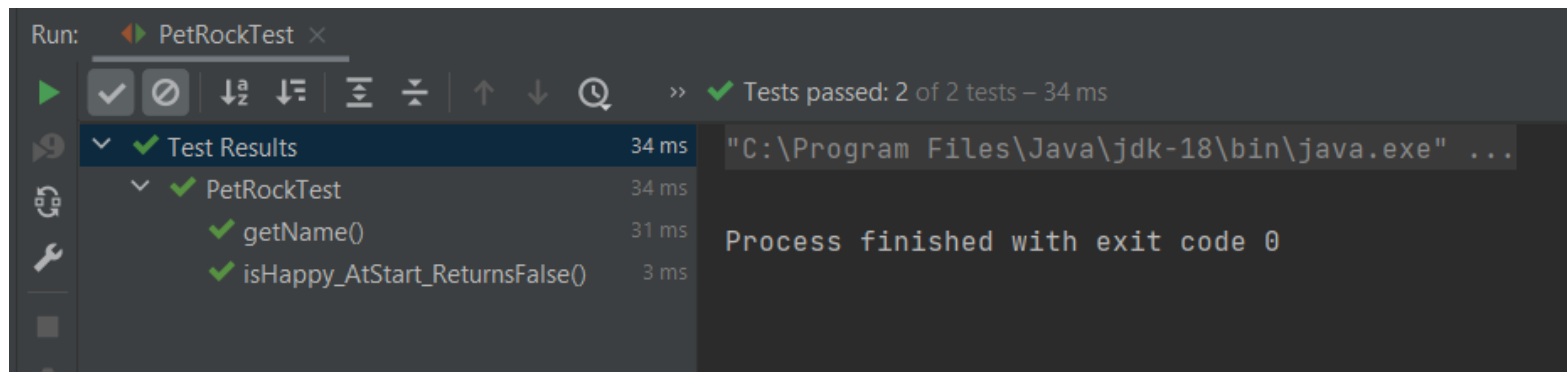 Run: PetRockTest
Tests passed: 2 of 2 tests – 34 ms
Test Results 34 ms
PetRockTest 34 ms
getName() 31 ms
isHappy_AtStart_ReturnsFalse() 3 ms
"C:\Program Files\Java\jdk-18\bin\java.exe" ...
Process finished with exit code 0